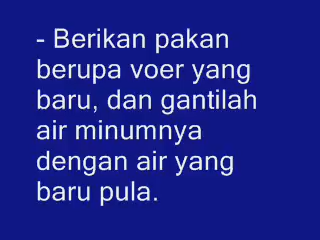 - Berikan pakan
berupa voer yang
baru, dan gantilah
air minumnya
dengan air yang
baru pula.